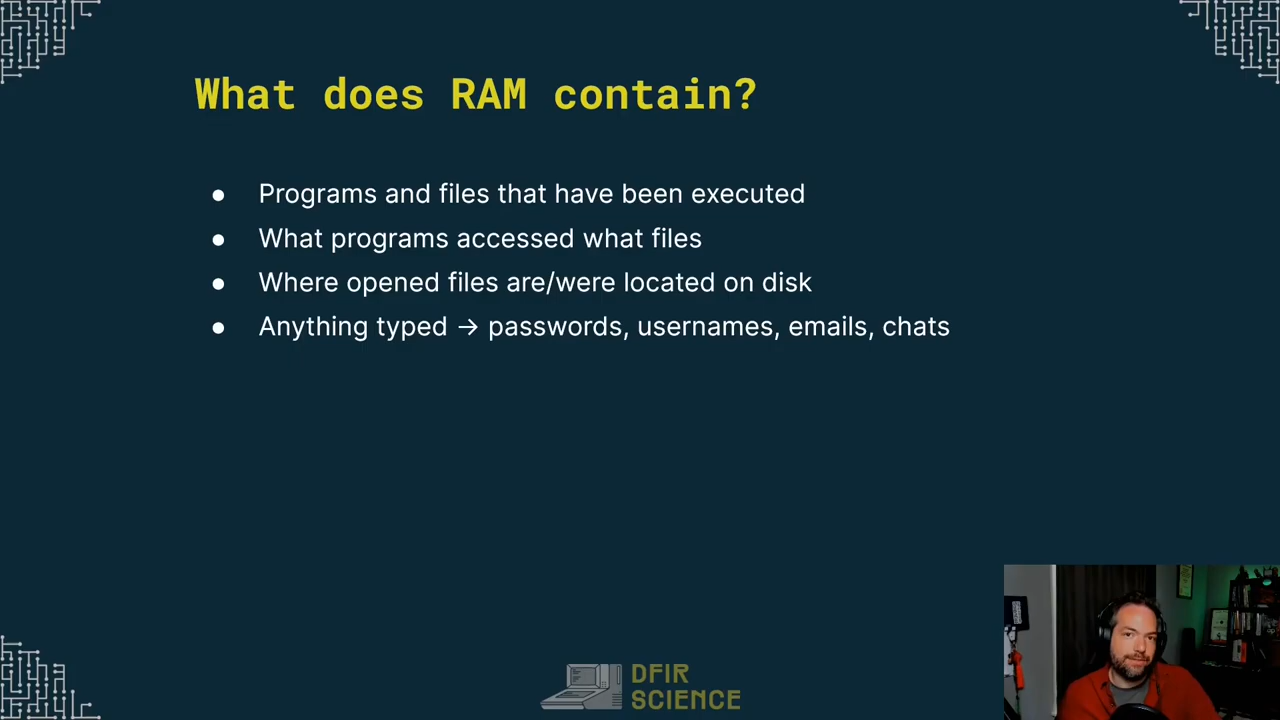 What does RAM contain?
● Programs and files that have been executed
● What programs accessed what files
● Where opened files are/were located on disk
● Anything typed → passwords, usernames, emails, chats
DFIR
SCIENCE